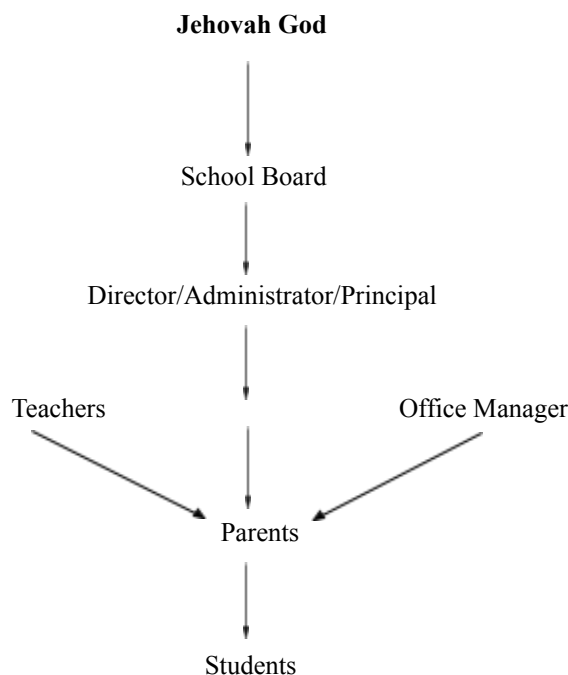 Jehovah God
School Board
Director/Administrator/Principal
Teachers
Office Manager
Parents
Students